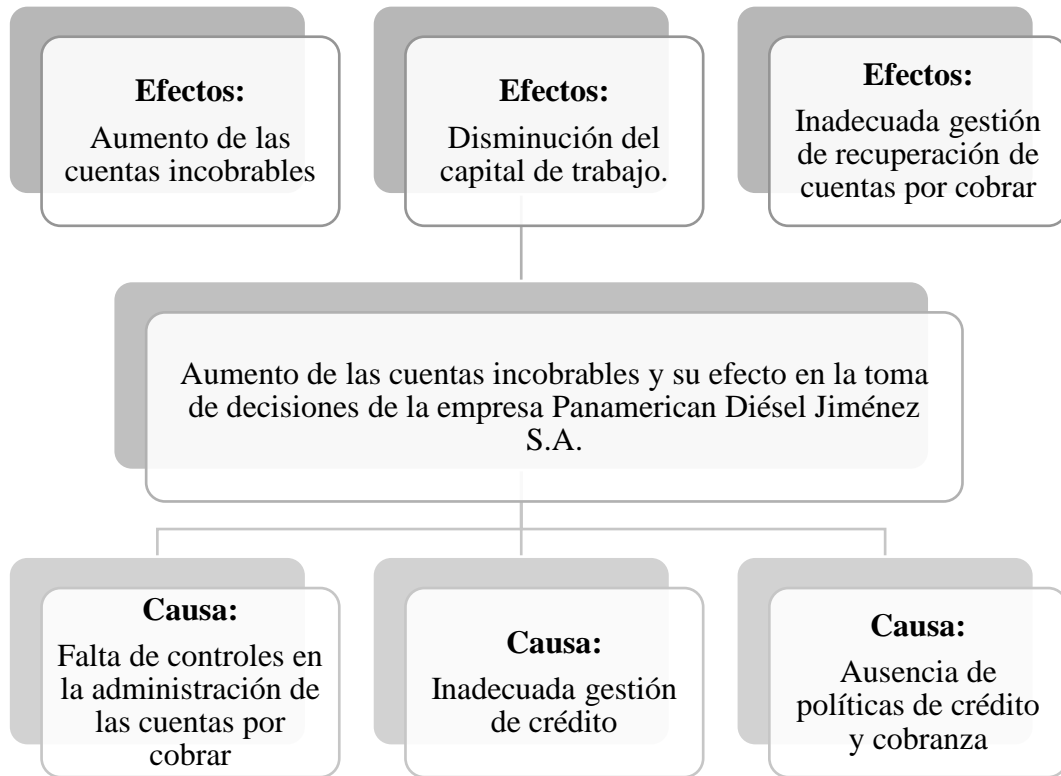 Efectos:
Aumento de las
cuentas incobrables
Efectos:
Disminución del
capital de trabajo.
Efectos:
Inadecuada gestión
de recuperación de
cuentas por cobrar
Aumento de las cuentas incobrables y su efecto en la toma
de decisiones de la empresa Panamerican Diésel Jiménez
S.A.
Causa:
Falta de controles en
la administración de
las cuentas por
cobrar
Causa:
Inadecuada gestión
de crédito
Causa:
Ausencia de
políticas de crédito
y cobranza